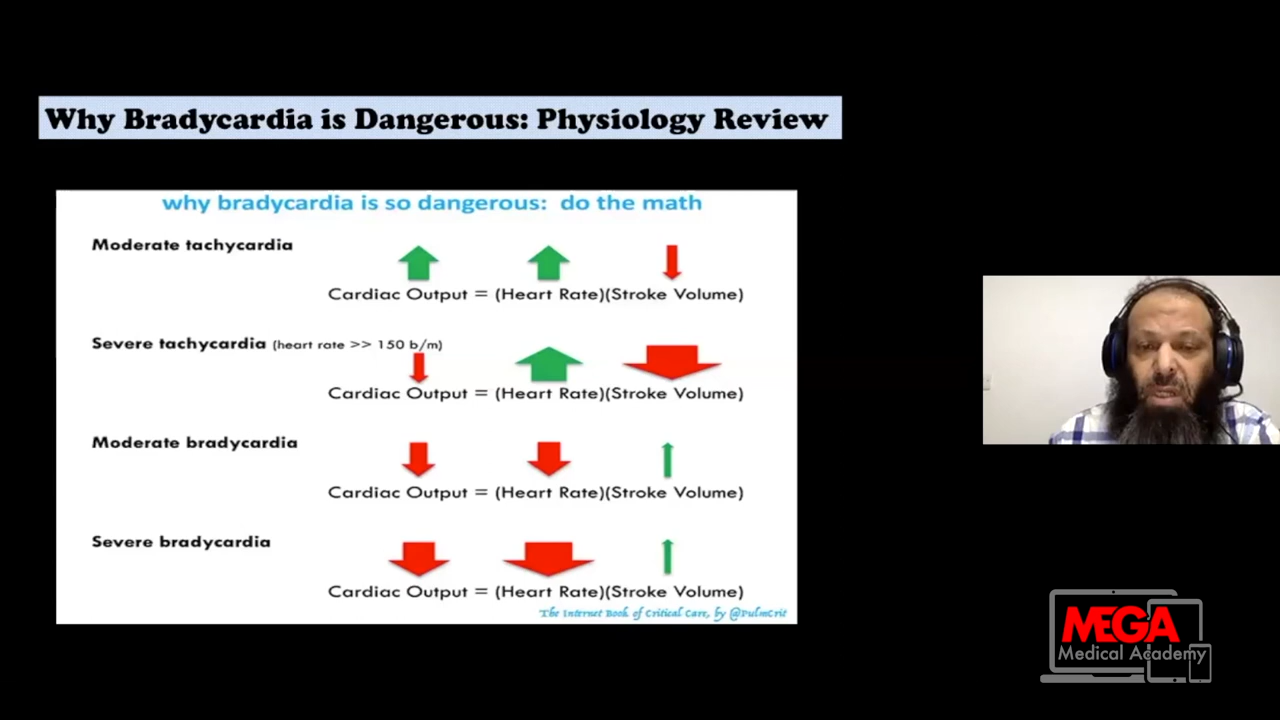 Why Bradycardia is Dangerous: Physiology Review
why bradycardia is so dangerous: do the math
Moderate tachycardia
Cardiac Output = (Heart Rate)(Stroke Volume)
Severe tachycardia (heart rate >> 150 b/m)
Cardiac Output = (Heart Rate)(Stroke Volume)
Moderate bradycardia
Cardiac Output = (Heart Rate)(Stroke Volume)
Severe bradycardia
Cardiac Output = (Heart Rate)(Stroke Volume)
The Internet Book of Critical Care, by @PulmCrit
MEGA
Medical Academy